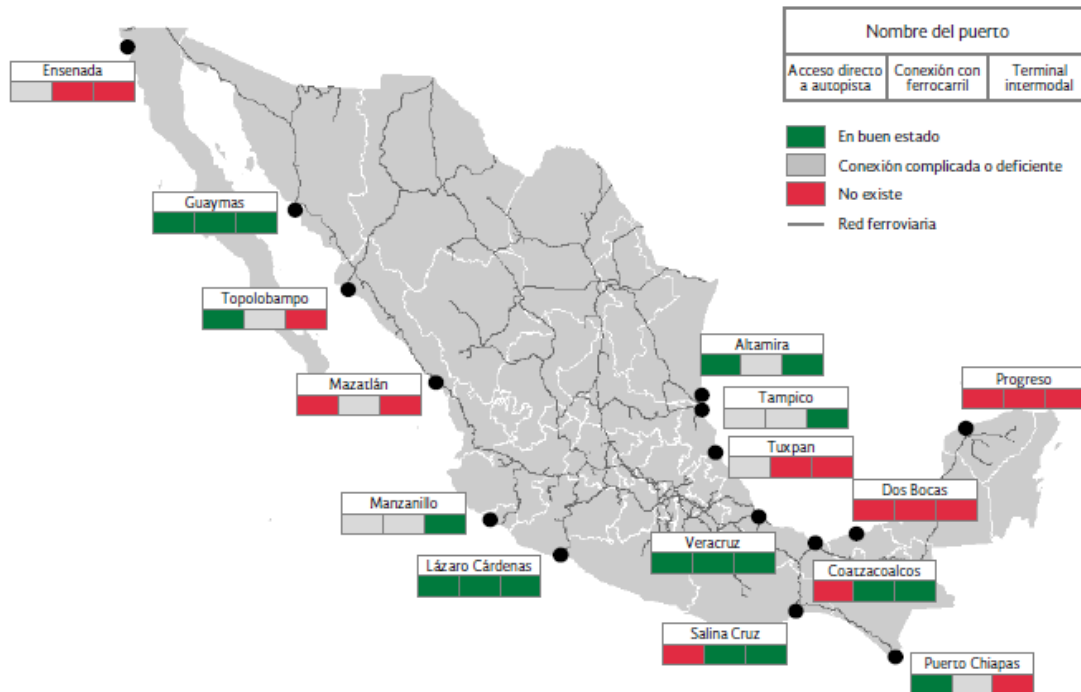 Nombre del puerto
Acceso directo
a autopista
Conexión con
ferrocarril
Terminal
intermodal
En buen estado
Conexión complicada o deficiente
No existe
Red ferroviaria
Ensenada
Guaymas
Topolobampo
Mazatlán
Manzanillo
Lázaro Cárdenas
Altamira
Tampico
Tuxpan
Progreso
Dos Bocas
Veracruz
Coatzacoalcos
Salina Cruz
Puerto Chiapas